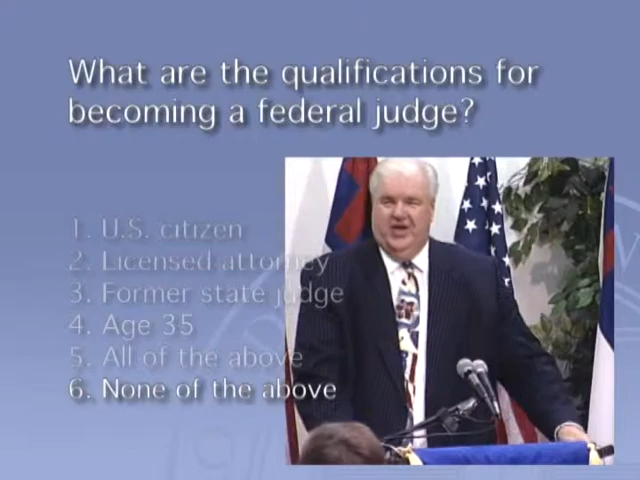 What are the qualifications for
becoming a federal judge?
1. U.S. citizen
2. Licensed attorney
3. Former state judge
4. Age 35
5. All of the above
6. None of the above